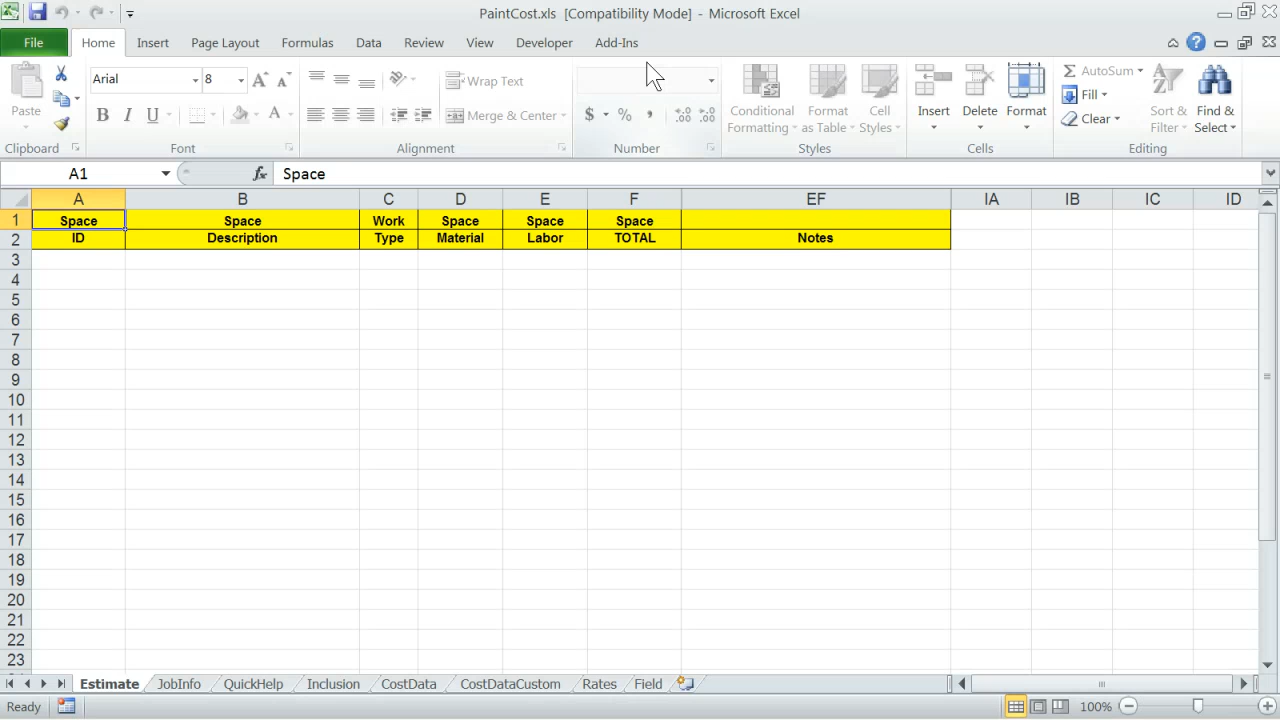 PaintCost.xls [Compatibility Mode] - Microsoft Excel
File Home Insert Page Layout Formulas Data Review View Developer Add-Ins
Arial 8 Wrap Text AutoSum
Paste B I U Merge & Center $ % , Conditional Formatting Format as Table Cell Styles Insert Delete Format Fill Sort & Filter Find & Select
Clear
Clipboard Font Alignment Number Styles Cells Editing
A1 fx Space
A B C D E F EF IA IB IC ID
1 Space Space Work Space Space Space
2 ID Description Type Material Labor TOTAL Notes
3
4
5
6
7
8
9
10
11
12
13
14
15
16
17
18
19
20
21
22
23
Estimate JobInfo QuickHelp Inclusion CostData CostDataCustom Rates Field
Ready 100%